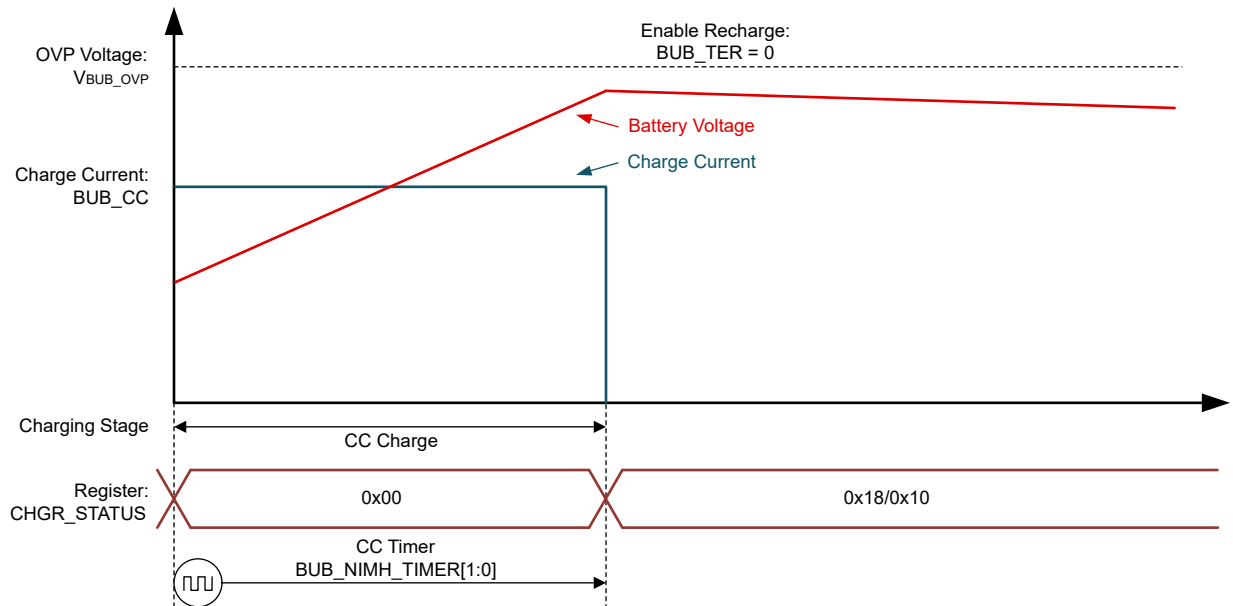 Enable Recharge:
BUB_TER = 0
OVP Voltage:
VBUB_OVP
Battery Voltage
Charge Current
Charge Current:
BUB_CC
Charging Stage
CC Charge
Register:
CHGR_STATUS
0x00
0x18/0x10
CC Timer
BUB_NIMH_TIMER[1:0]